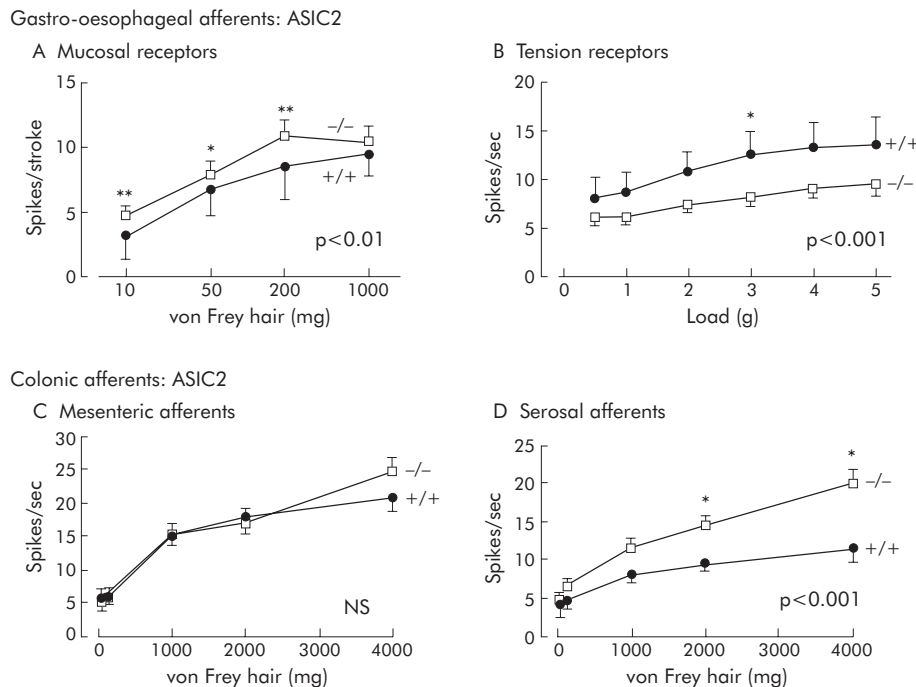 Gastro-oesophageal afferents: ASIC2
A Mucosal receptors
15
10
5
0
Spikes/stroke
**
*
**
–/–
+/+
p<0.01
10 50 200 1000
von Frey hair (mg)
B Tension receptors
20
15
10
5
0
Spikes/sec
*
+/+
–/–
p<0.001
0 1 2 3 4 5
Load (g)
Colonic afferents: ASIC2
C Mesenteric afferents
30
25
20
15
10
5
0
Spikes/sec
–/–
+/+
NS
0 1000 2000 3000 4000
von Frey hair (mg)
D Serosal afferents
25
20
15
10
5
0
Spikes/sec
*
*
–/–
+/+
p<0.001
0 1000 2000 3000 4000
von Frey hair (mg)